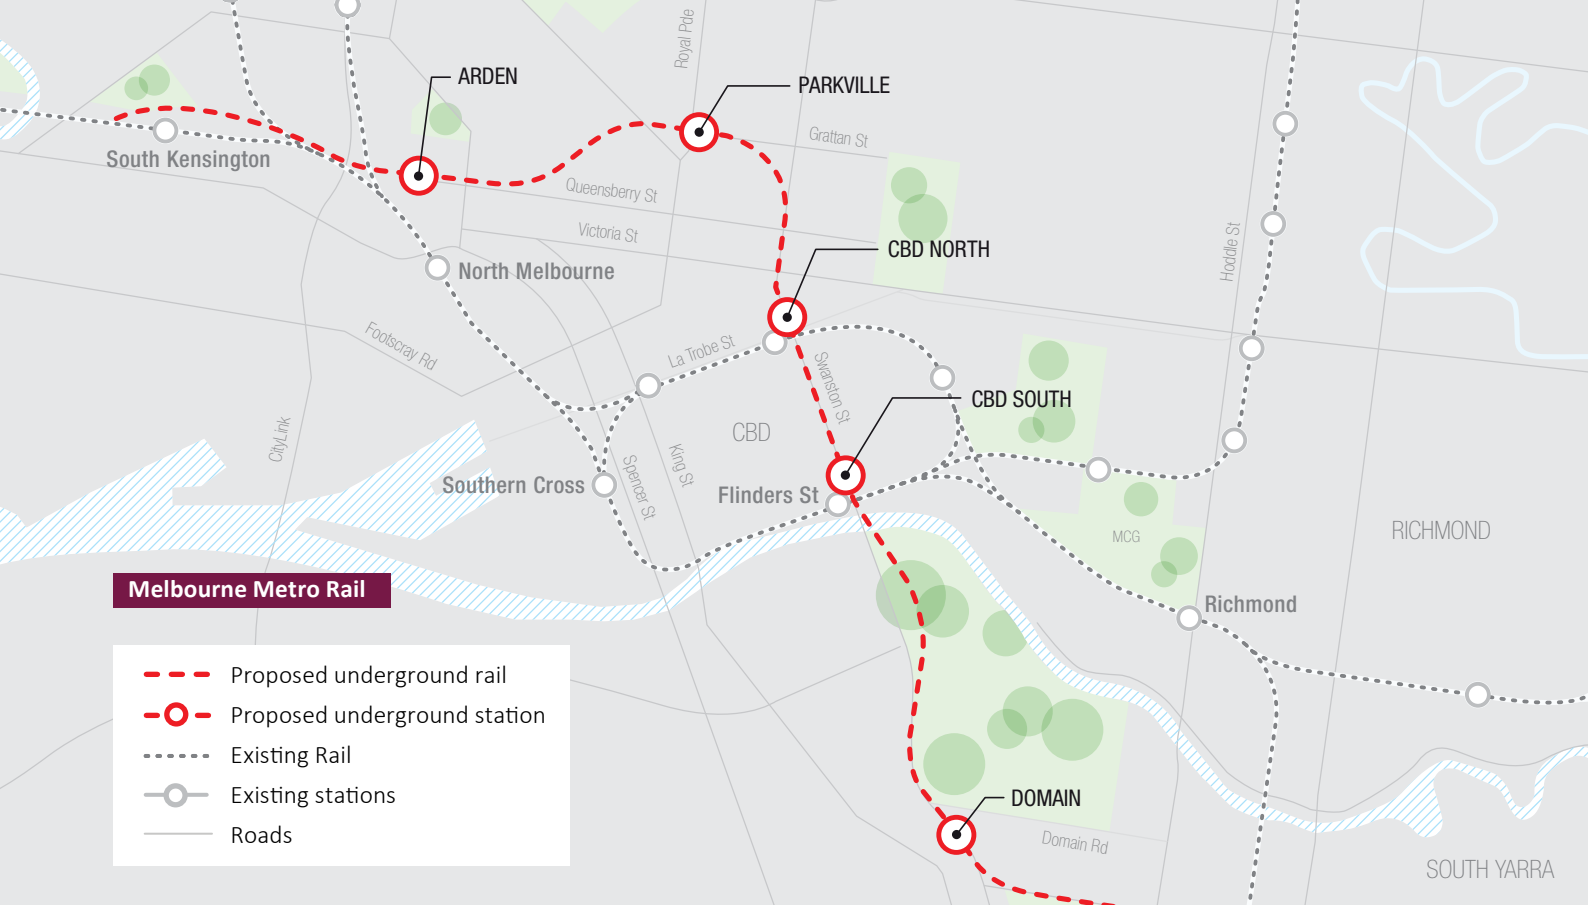 Royal Pde
ARDEN
PARKVILLE
Grattan St
South Kensington
Queensberry St
Victoria St
CBD NORTH
Hoddle St
North Melbourne
Footscray Rd
La Trobe St
Swanston St
CBD SOUTH
CityLink
CBD
King St
Spencer St
Southern Cross
Flinders St
MCG
RICHMOND
Richmond
Melbourne Metro Rail
Proposed underground rail
Proposed underground station
Existing Rail
Existing stations
Roads
DOMAIN
Domain Rd
SOUTH YARRA